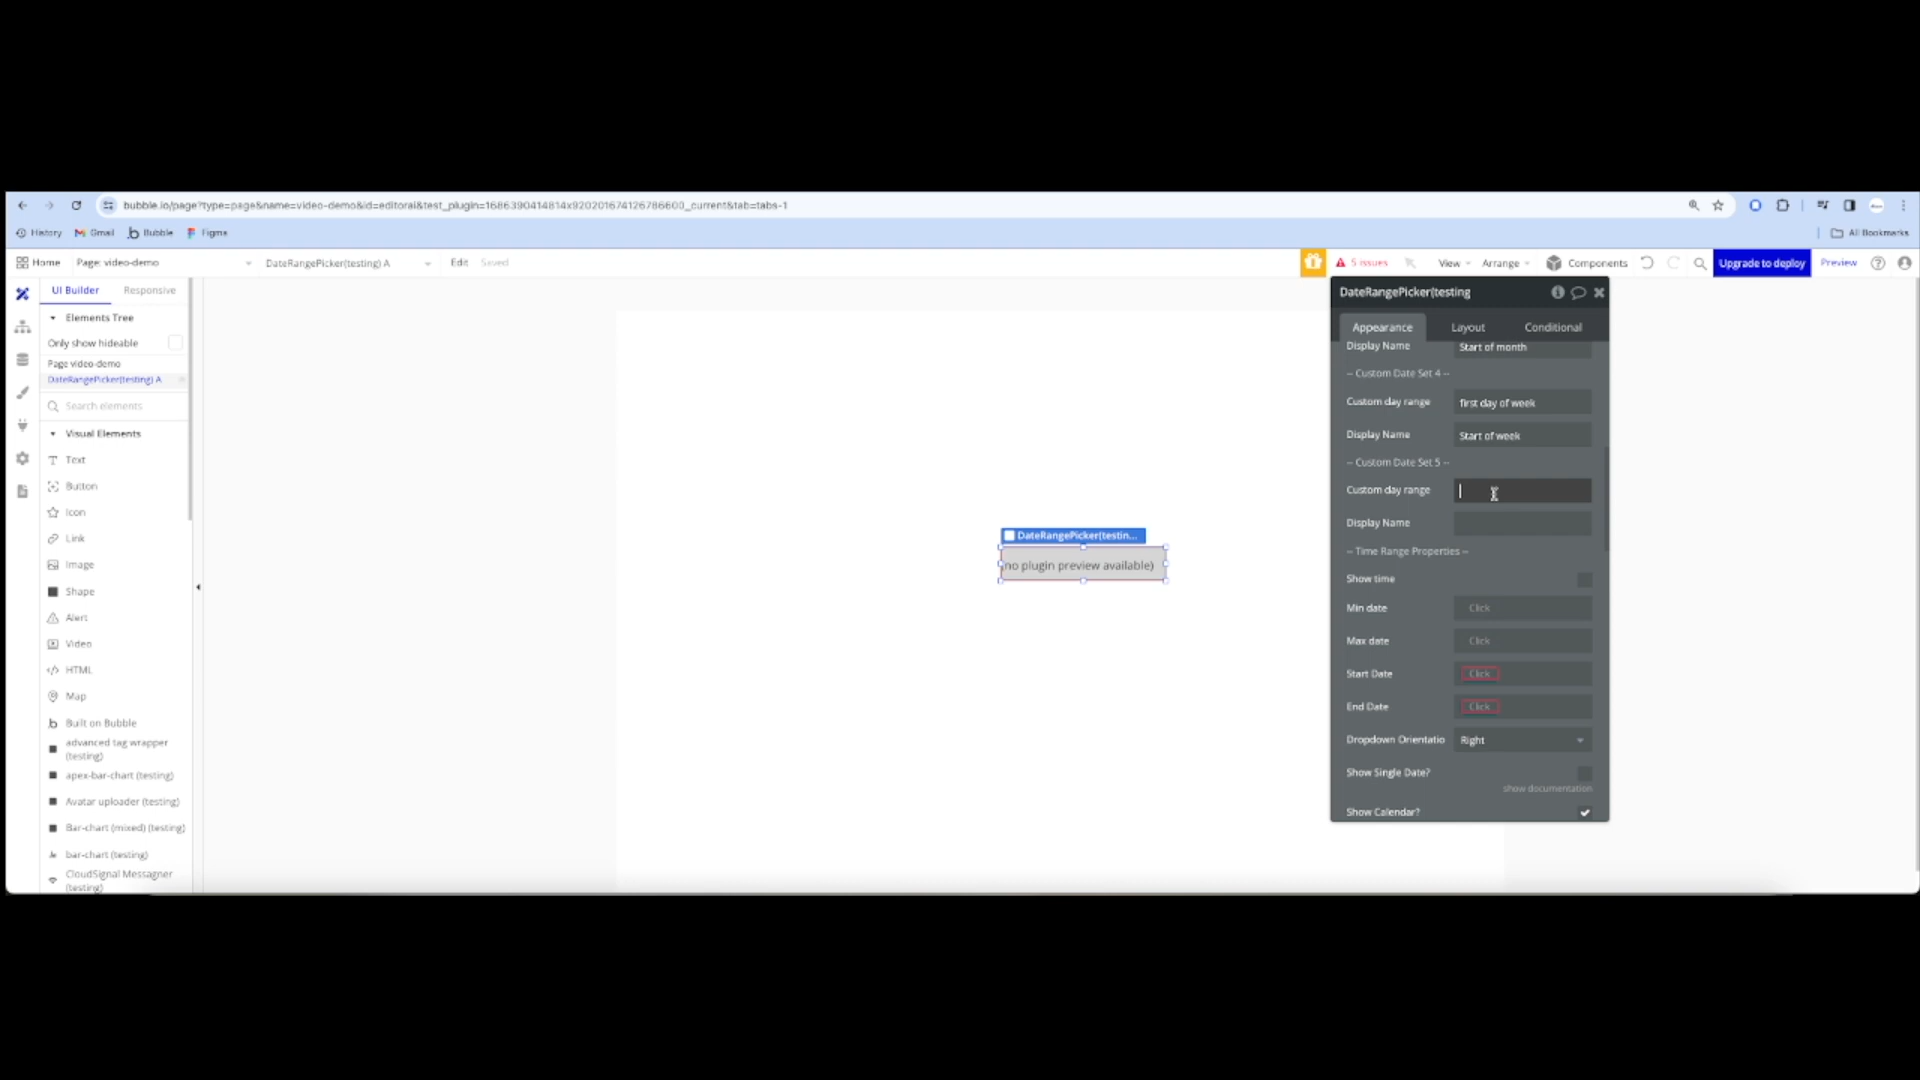 bubble.io/page?type=page&name=video-demo&id=editorai&test_plugin=1686390414814x920201674126786600_current&tab=tabs-1
History Gmail Bubble Figma All Bookmarks
Home Page: video-demo DateRangePicker(testing) A Edit Saved 5 issues View Arrange Components Upgrade to deploy Preview
UI Builder Responsive
Elements Tree
Only show hideable
Page video-demo
DateRangePicker(testing) A
Search elements
Visual Elements
Text
Button
Icon
Link
Image
Shape
Alert
Video
HTML
Map
Built on Bubble
advanced tag wrapper
(testing)
apex-bar-chart (testing)
Avatar uploader (testing)
Bar-chart (mixed) (testing)
bar-chart (testing)
CloudSignal Messagner
(testing)
DateRangePicker(testin...
(no plugin preview available)
DateRangePicker(testing
Appearance Layout Conditional
Display Name Start of month
-- Custom Date Set 4 --
Custom day range first day of week
Display Name Start of week
-- Custom Date Set 5 --
Custom day range
Display Name
-- Time Range Properties --
Show time
Min date Click
Max date Click
Start Date Click
End Date Click
Dropdown Orientatio Right
Show Single Date?
show documentation
Show Calendar?